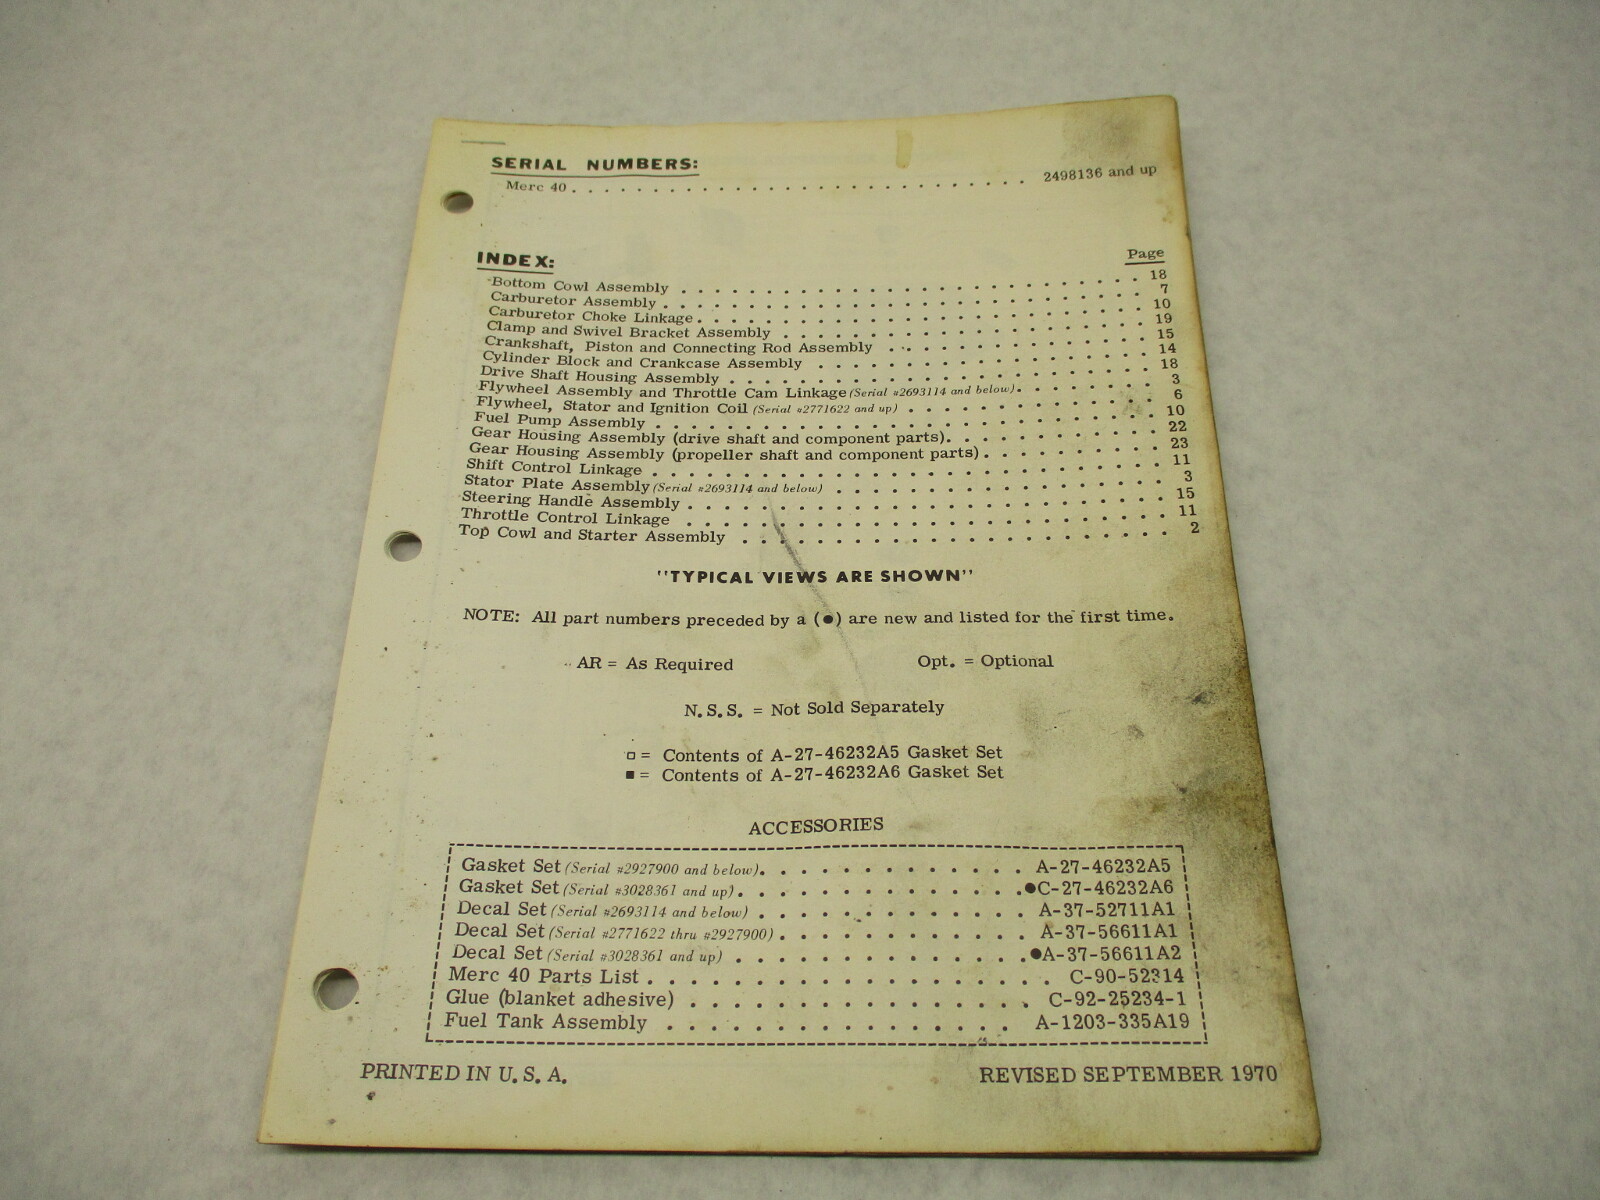 SERIAL NUMBERS:
Merc 40 . . . . . . . . . . . . . . . . . . . . . . . . . . . . 2498136 and up
INDEX:
Page
Bottom Cowl Assembly . . . . . . . . . . . . . . . . . . . . . . . . . . . 18
Carburetor Assembly . . . . . . . . . . . . . . . . . . . . . . . . . . . . 7
Carburetor Choke Linkage . . . . . . . . . . . . . . . . . . . . . . . . . . 10
Clamp and Swivel Bracket Assembly . . . . . . . . . . . . . . . . . . . . . 19
Crankshaft, Piston and Connecting Rod Assembly . . . . . . . . . . . . . . . 15
Cylinder Block and Crankcase Assembly . . . . . . . . . . . . . . . . . . . 14
Drive Shaft Housing Assembly . . . . . . . . . . . . . . . . . . . . . . . . 18
Flywheel Assembly and Throttle Cam Linkage (Serial #2693114 and below) . . . . . . . 3
Flywheel, Stator and Ignition Coil (Serial #2771622 and up) . . . . . . . . . . . . . 6
Fuel Pump Assembly . . . . . . . . . . . . . . . . . . . . . . . . . . . . 10
Gear Housing Assembly (drive shaft and component parts) . . . . . . . . . . . 22
Gear Housing Assembly (propeller shaft and component parts) . . . . . . . . . 23
Shift Control Linkage . . . . . . . . . . . . . . . . . . . . . . . . . . . 11
Stator Plate Assembly (Serial #2693114 and below) . . . . . . . . . . . . . . . . . 3
Steering Handle Assembly . . . . . . . . . . . . . . . . . . . . . . . . . . 15
Throttle Control Linkage . . . . . . . . . . . . . . . . . . . . . . . . . . 11
Top Cowl and Starter Assembly . . . . . . . . . . . . . . . . . . . . . . . 2
"TYPICAL VIEWS ARE SHOWN"
NOTE: All part numbers preceded by a (●) are new and listed for the first time.
AR = As Required Opt. = Optional
N.S.S. = Not Sold Separately
□ = Contents of A-27-46232A5 Gasket Set
■ = Contents of A-27-46232A6 Gasket Set
ACCESSORIES
Gasket Set (Serial #2927900 and below) . . . . . . . . . . . . . A-27-46232A5
Gasket Set (Serial #3028361 and up) . . . . . . . . . . . . . . ●C-27-46232A6
Decal Set (Serial #2693114 and below) . . . . . . . . . . . . . A-37-52711A1
Decal Set (Serial #2771622 thru #2927900) . . . . . . . . . . . . A-37-56611A1
Decal Set (Serial #3028361 and up) . . . . . . . . . . . . . . ●A-37-56611A2
Merc 40 Parts List . . . . . . . . . . . . . . . . . . . C-90-52314
Glue (blanket adhesive) . . . . . . . . . . . . . . . . C-92-25234-1
Fuel Tank Assembly . . . . . . . . . . . . . . . . A-1203-335A19
PRINTED IN U.S.A. REVISED SEPTEMBER 1970